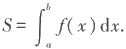 S = ∫_a^b f(x) dx.